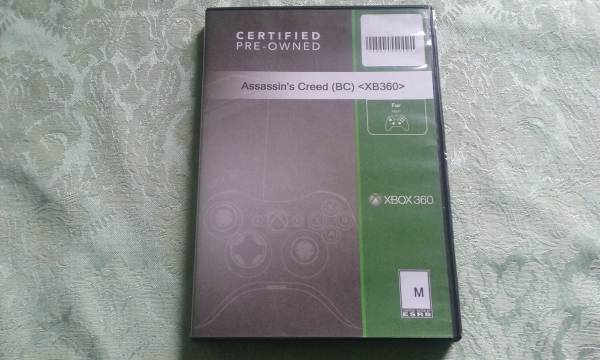 CERTIFIED
PRE-OWNED
Assassin's Creed (BC) <XB360>
For
XBOX 360
M
ESRB